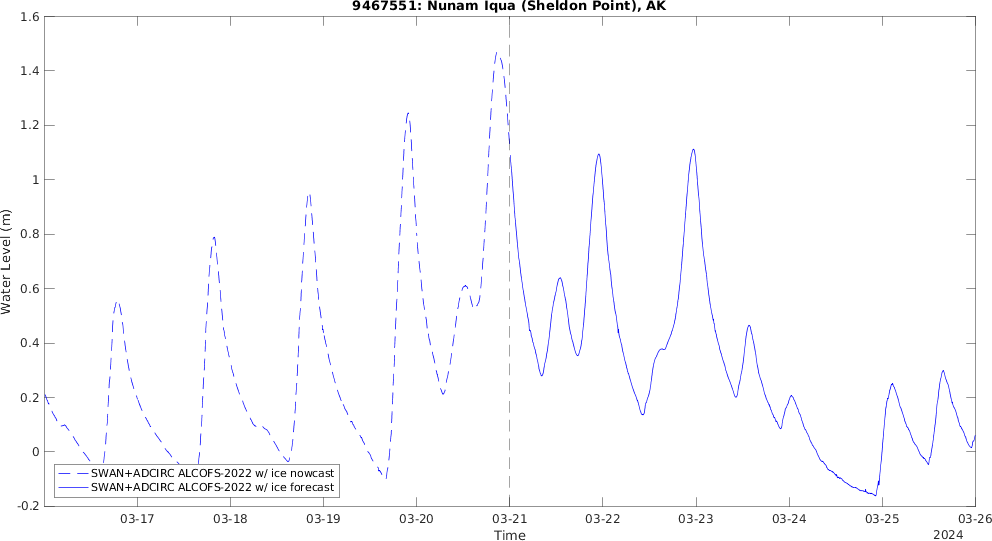 9467551: Nunam Iqua (Sheldon Point), AK
1.6
1.4
1.2
1
0.8
0.6
0.4
0.2
0
-0.2
Water Level (m)
SWAN+ADCIRC ALCOFS-2022 w/ ice nowcast
SWAN+ADCIRC ALCOFS-2022 w/ ice forecast
03-17 03-18 03-19 03-20 03-21 03-22 03-23 03-24 03-25 03-26
Time
2024